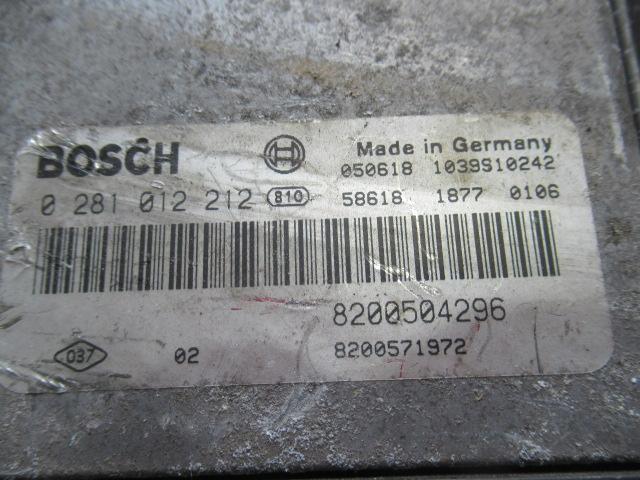 BOSCH Made in Germany
050618 1039S10242
0 281 012 212 810 58618 1877 0106
8200504296
037 02 8200571972